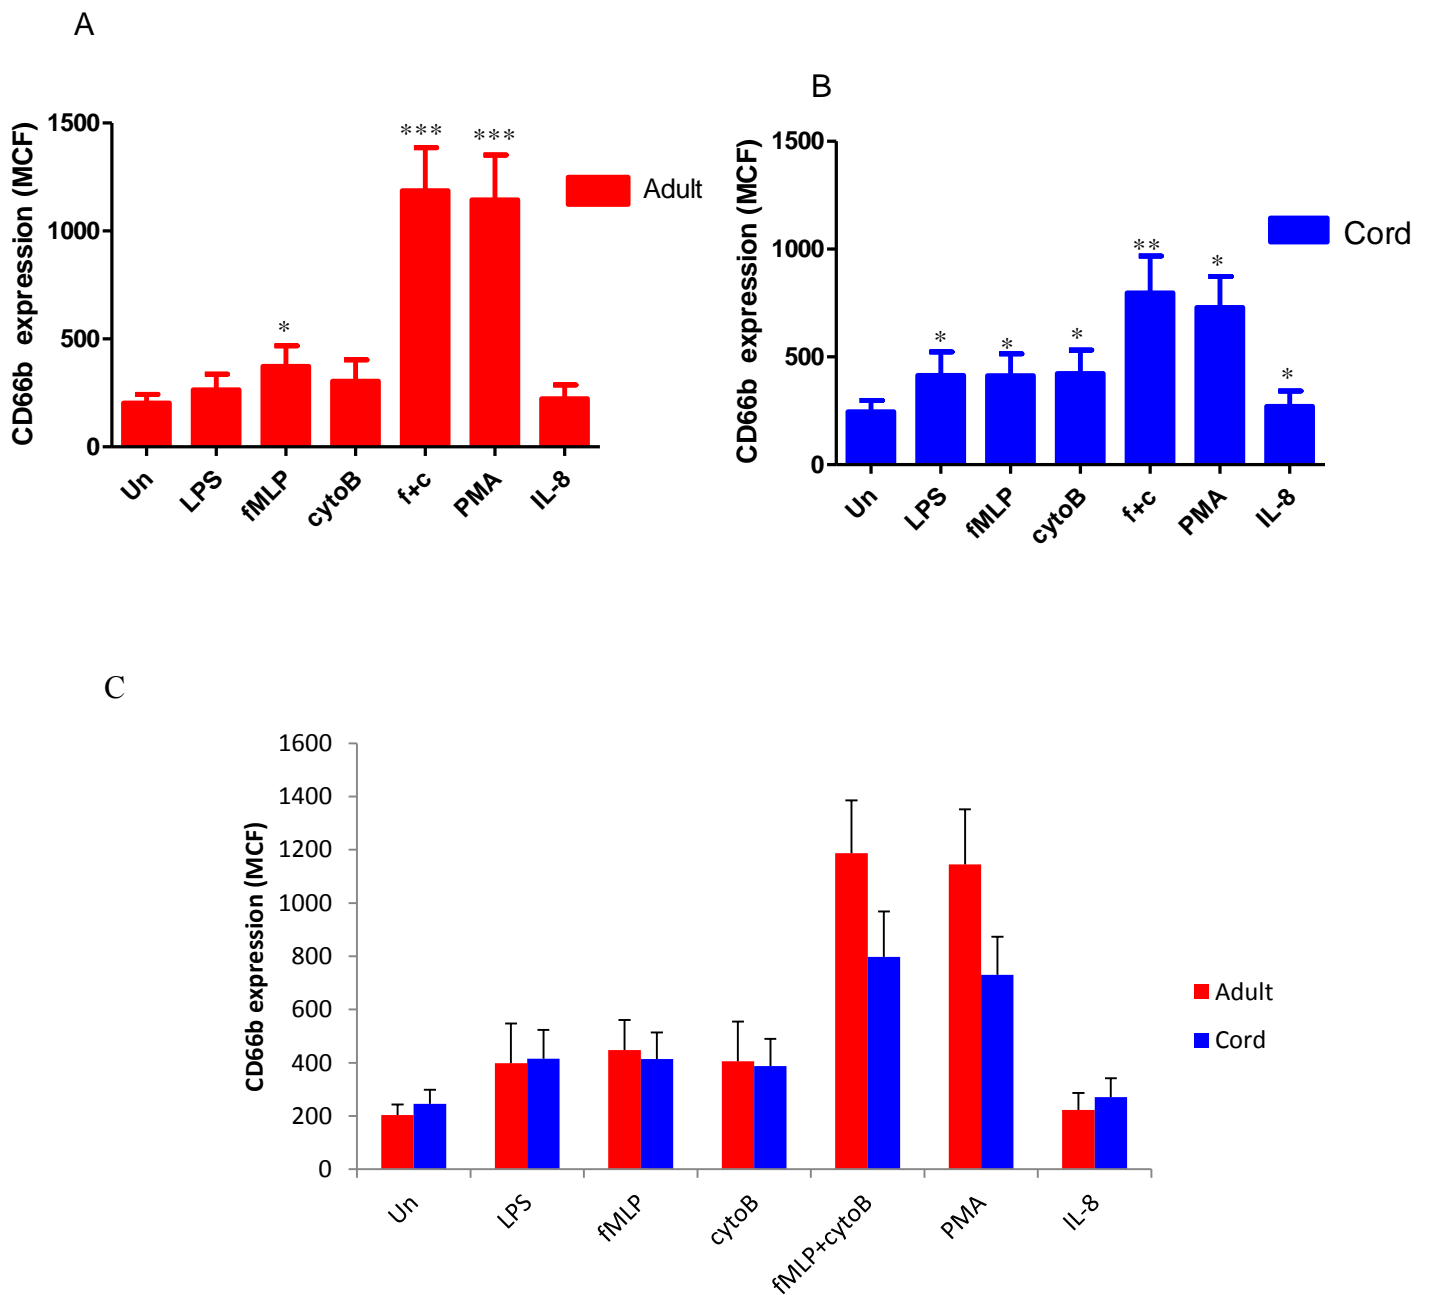 A
CD66b expression (MCF)
1500
1000
500
0
***
***
*
Adult
Un
LPS
fMLP
cytoB
f+c
PMA
IL-8
B
CD66b expression (MCF)
1500
1000
500
0
*
*
*
**
*
*
Cord
Un
LPS
fMLP
cytoB
f+c
PMA
IL-8
C
CD66b expression (MCF)
1600
1400
1200
1000
800
600
400
200
0
Un
LPS
fMLP
cytoB
fMLP+cytoB
PMA
IL-8
Adult
Cord